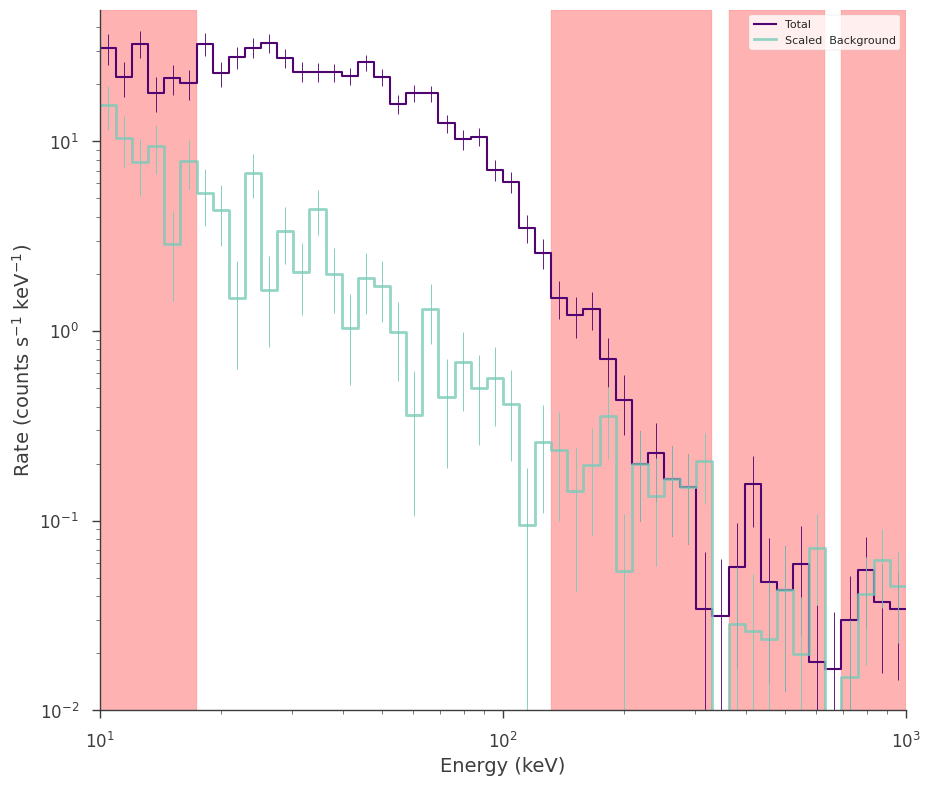 Total
Scaled  Background
Rate (counts s⁻¹ keV⁻¹)
10¹
10⁰
10⁻¹
10⁻²
10¹
10²
10³
Energy (keV)